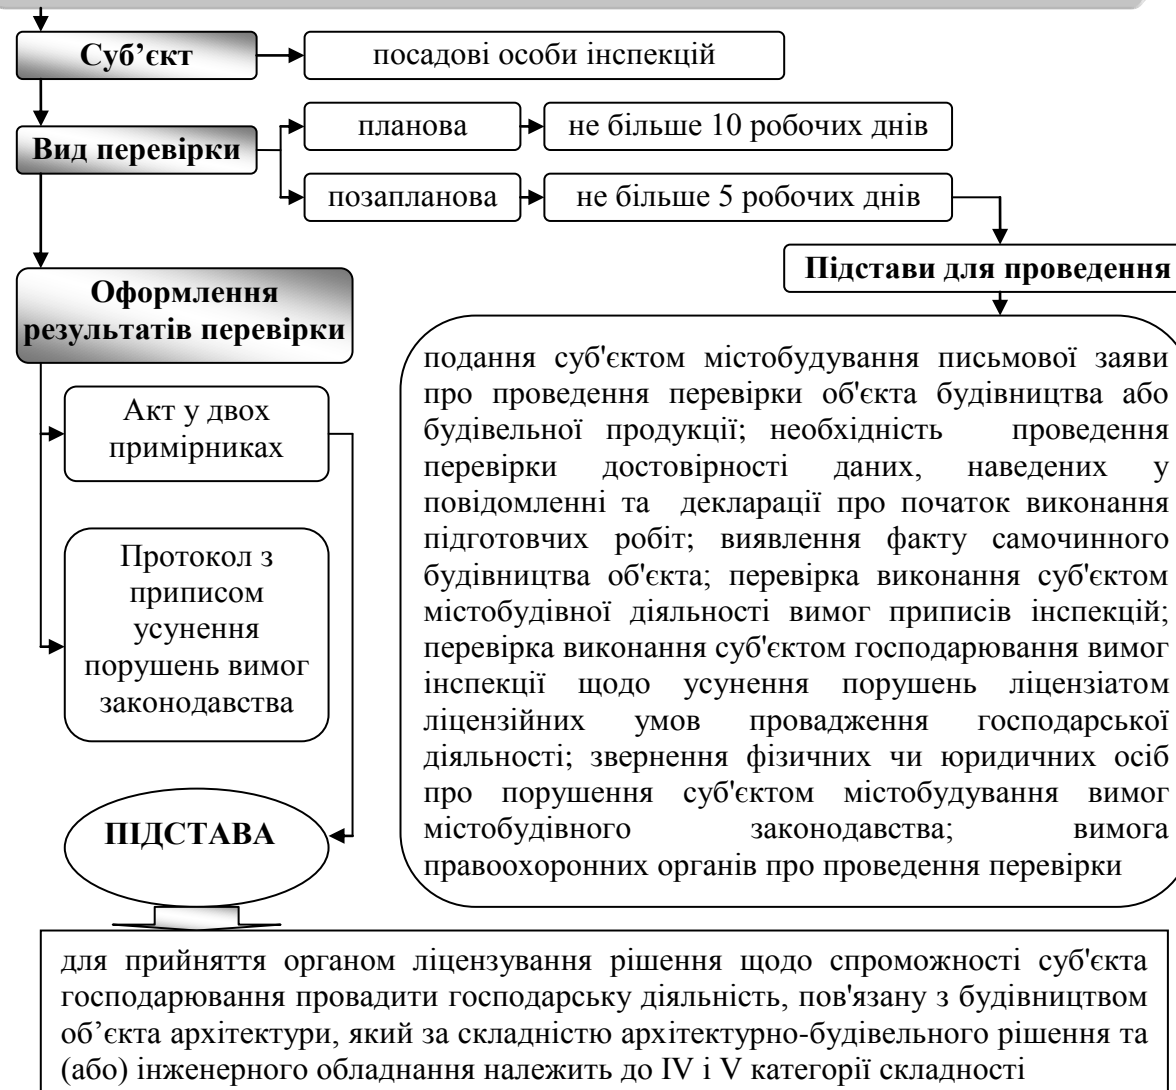 Суб’єкт
посадові особи інспекцій
Вид перевірки
планова
не більше 10 робочих днів
позапланова
не більше 5 робочих днів
Підстави для проведення
Оформлення
результатів перевірки
Акт у двох
примірниках
Протокол з
приписом
усунення
порушень вимог
законодавства
подання суб'єктом містобудування письмової заяви
про проведення перевірки об'єкта будівництва або
будівельної продукції; необхідність проведення
перевірки достовірності даних, наведених у
повідомленні та декларації про початок виконання
підготовчих робіт; виявлення факту самочинного
будівництва об'єкта; перевірка виконання суб'єктом
містобудівної діяльності вимог приписів інспекцій;
перевірка виконання суб'єктом господарювання вимог
інспекції щодо усунення порушень ліцензіатом
ліцензійних умов провадження господарської
діяльності; звернення фізичних чи юридичних осіб
про порушення суб'єктом містобудування вимог
містобудівного законодавства; вимога
правоохоронних органів про проведення перевірки
ПІДСТАВА
для прийняття органом ліцензування рішення щодо спроможності суб'єкта
господарювання провадити господарську діяльність, пов'язану з будівництвом
об’єкта архітектури, який за складністю архітектурно-будівельного рішення та
(або) інженерного обладнання належить до IV і V категорії складності